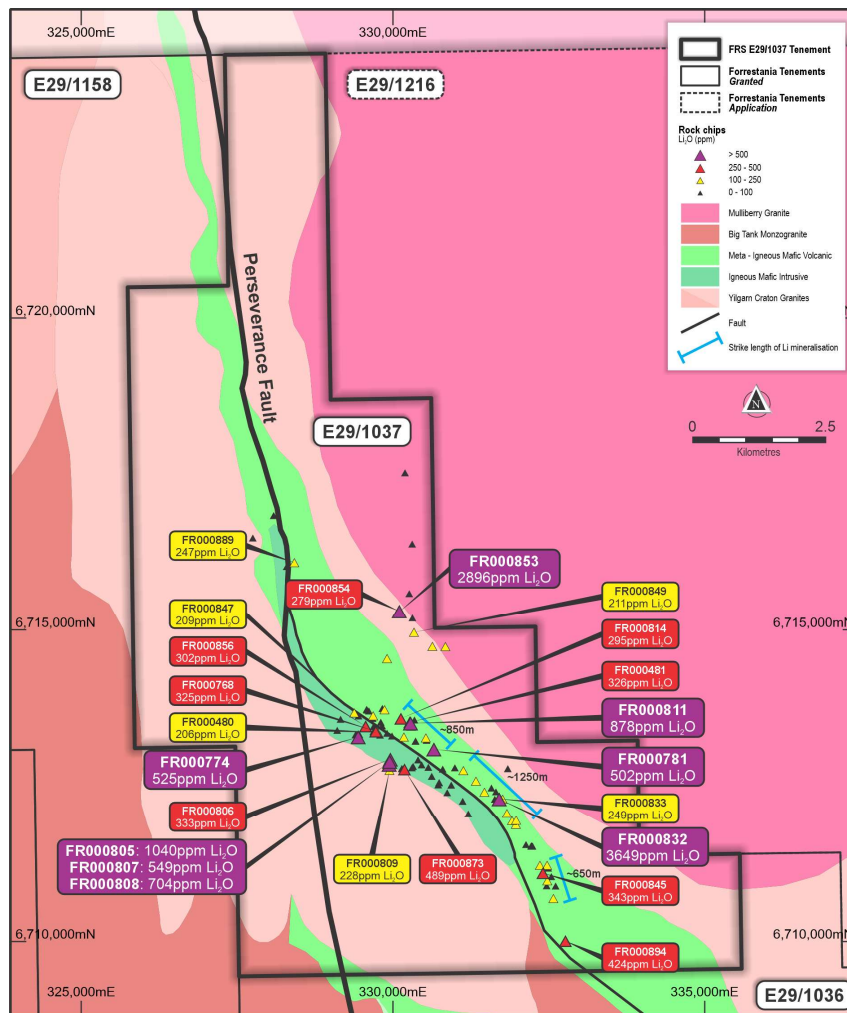 325,000mE
330,000mE
E29/1158
E29/1216
FRS E29/1037 Tenement
Forrestania Tenements
Granted
Forrestania Tenements
Application
Rock chips
Li₂O (ppm)
> 500
250 - 500
100 - 250
0 - 100
Mulliberry Granite
Big Tank Monzogranite
Meta - Igneous Mafic Volcanic
Igneous Mafic Intrusive
Yilgarn Craton Granites
Fault
Strike length of Li mineralisation
6,720,000mN
Perseverance Fault
N
0
2.5
Kilometres
E29/1037
FR000889
247ppm Li₂O
FR000853
2896ppm Li₂O
FR000854
279ppm Li₂O
FR000849
211ppm Li₂O
FR000847
209ppm Li₂O
6,715,000mN
6,715,000mN
FR000814
295ppm Li₂O
FR000856
302ppm Li₂O
FR000481
326ppm Li₂O
FR000768
325ppm Li₂O
FR000811
878ppm Li₂O
FR000480
206ppm Li₂O
~850m
FR000774
525ppm Li₂O
FR000781
502ppm Li₂O
~1250m
FR000833
249ppm Li₂O
FR000806
333ppm Li₂O
FR000832
3649ppm Li₂O
FR000805: 1040ppm Li₂O
FR000807: 549ppm Li₂O
FR000808: 704ppm Li₂O
FR000809
228ppm Li₂O
FR000873
489ppm Li₂O
~650m
FR000845
343ppm Li₂O
6,710,000mN
6,710,000mN
FR000894
424ppm Li₂O
325,000mE
330,000mE
335,000mE
E29/1036